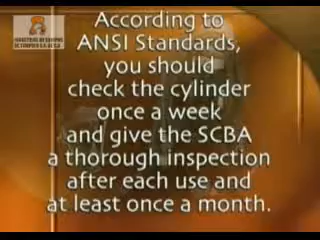 According to
ANSI Standards,
you should
check the cylinder
once a week
and give the SCBA
a thorough inspection
after each use and
at least once a month.